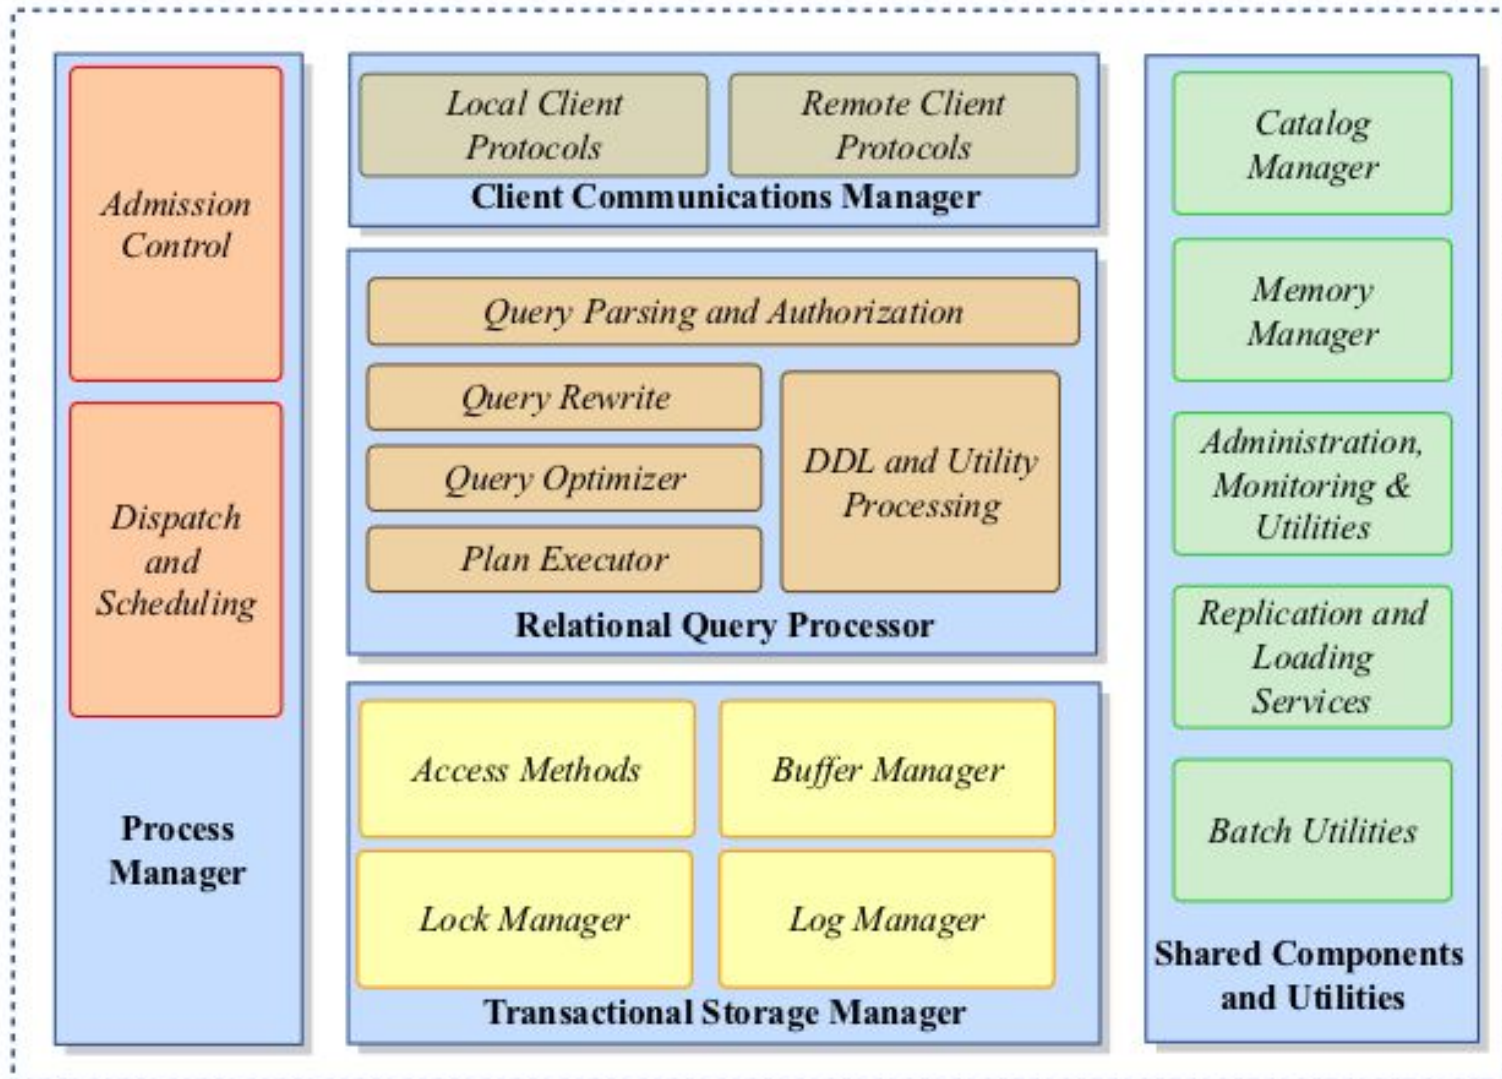 Admission
Control
Dispatch
and
Scheduling
Process
Manager
Local Client
Protocols
Remote Client
Protocols
Client Communications Manager
Query Parsing and Authorization
Query Rewrite
Query Optimizer
Plan Executor
DDL and Utility
Processing
Relational Query Processor
Access Methods
Buffer Manager
Lock Manager
Log Manager
Transactional Storage Manager
Catalog
Manager
Memory
Manager
Administration,
Monitoring &
Utilities
Replication and
Loading
Services
Batch Utilities
Shared Components
and Utilities